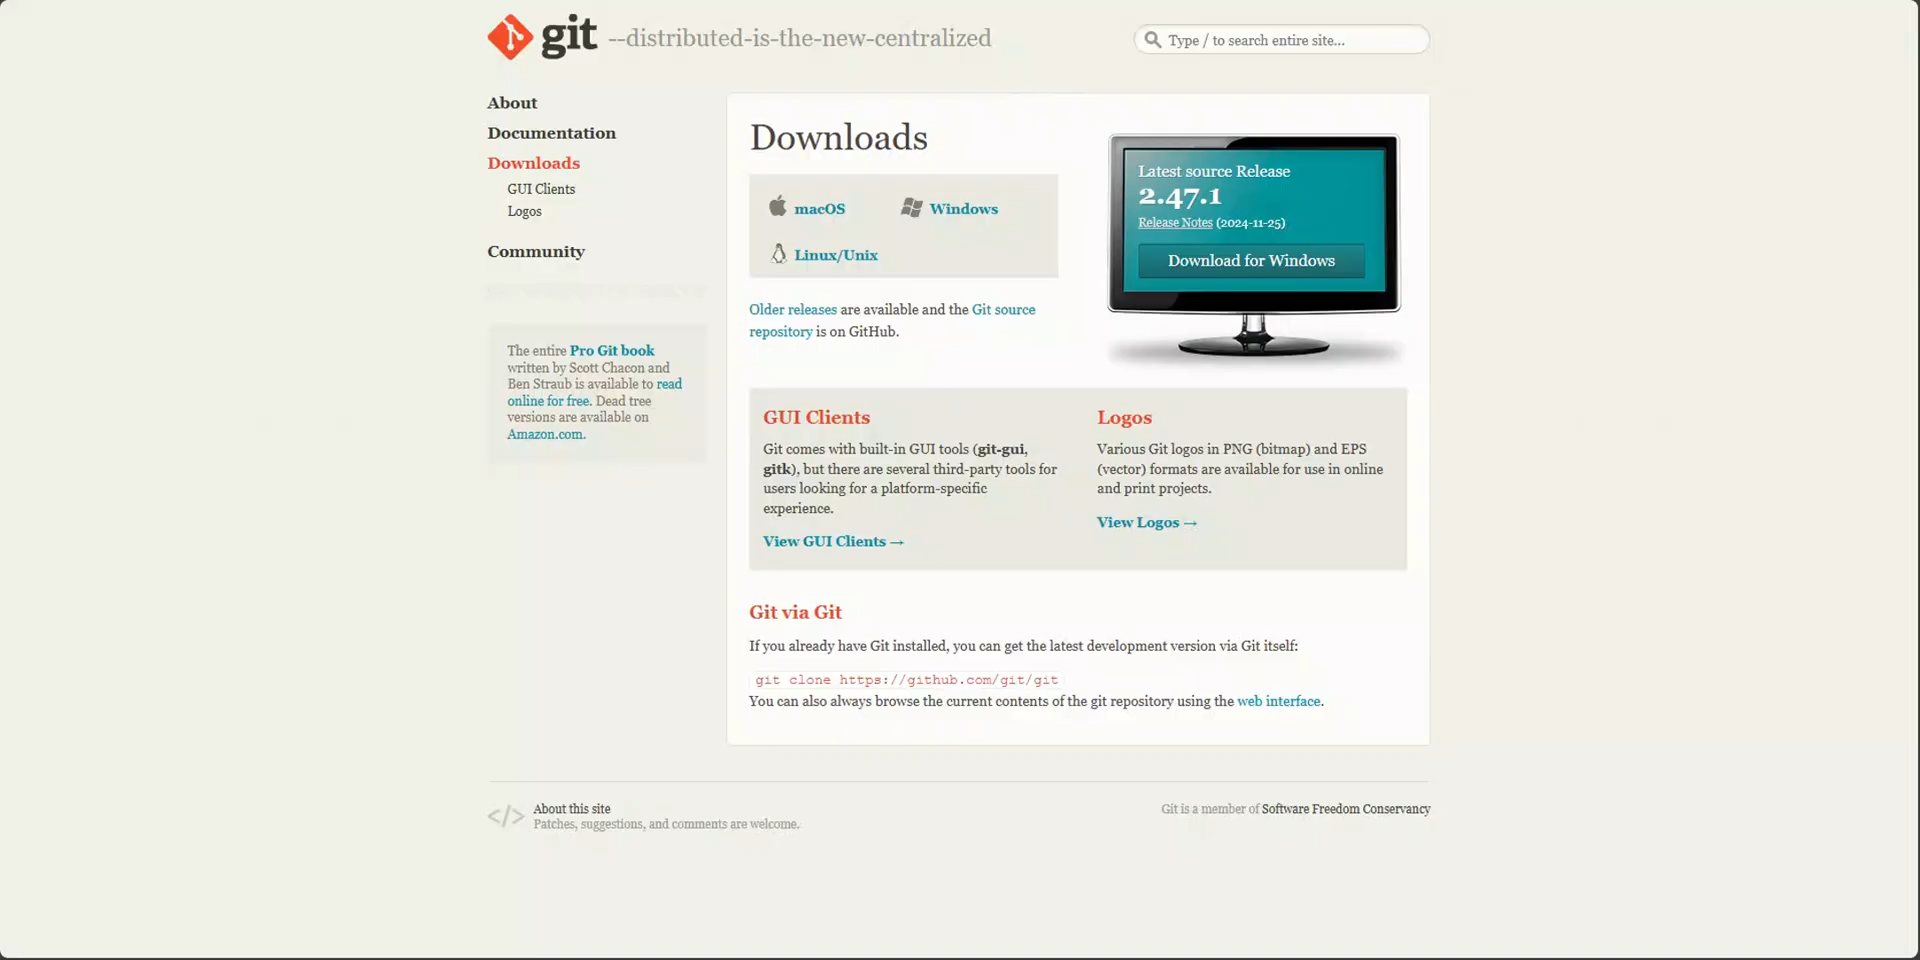 git --distributed-is-the-new-centralized
Type / to search entire site...
About
Documentation
Downloads
GUI Clients
Logos
Community
The entire Pro Git book
written by Scott Chacon and
Ben Straub is available to read
online for free. Dead tree
versions are available on
Amazon.com.
Downloads
macOS
Windows
Linux/Unix
Older releases are available and the Git source
repository is on GitHub.
Latest source Release
2.47.1
Release Notes (2024-11-25)
Download for Windows
GUI Clients
Git comes with built-in GUI tools (git-gui,
gitk), but there are several third-party tools for
users looking for a platform-specific
experience.
View GUI Clients →
Logos
Various Git logos in PNG (bitmap) and EPS
(vector) formats are available for use in online
and print projects.
View Logos →
Git via Git
If you already have Git installed, you can get the latest development version via Git itself:
git clone https://github.com/git/git
You can also always browse the current contents of the git repository using the web interface.
</> About this site
Patches, suggestions, and comments are welcome.
Git is a member of Software Freedom Conservancy